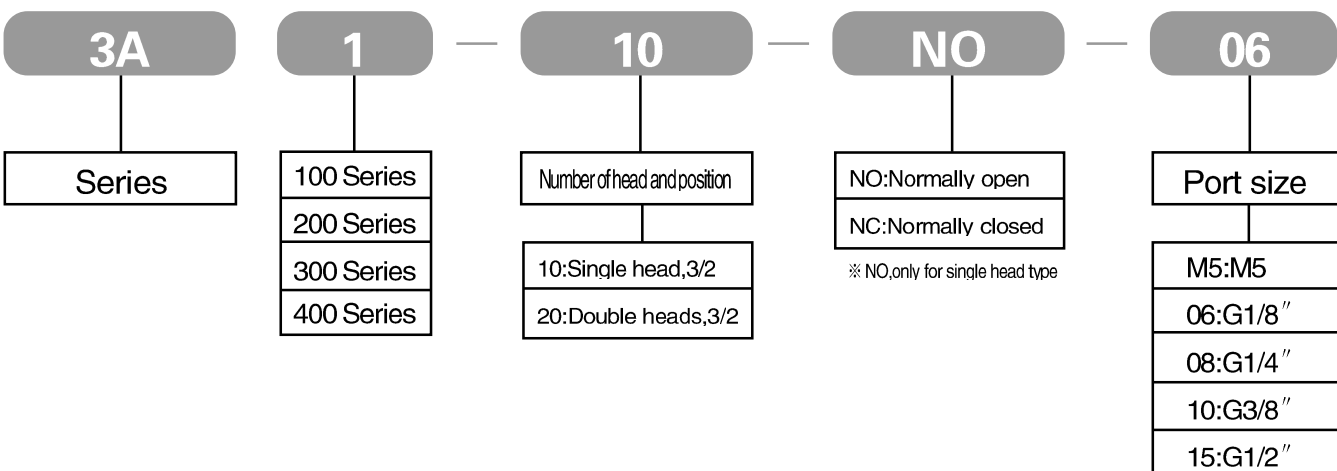 3A 1 — 10 — NO — 06
Series
100 Series
200 Series
300 Series
400 Series
Number of head and position
10:Single head,3/2
20:Double heads,3/2
NO:Normally open
NC:Normally closed
※ NO,only for single head type
Port size
M5:M5
06:G1/8″
08:G1/4″
10:G3/8″
15:G1/2″